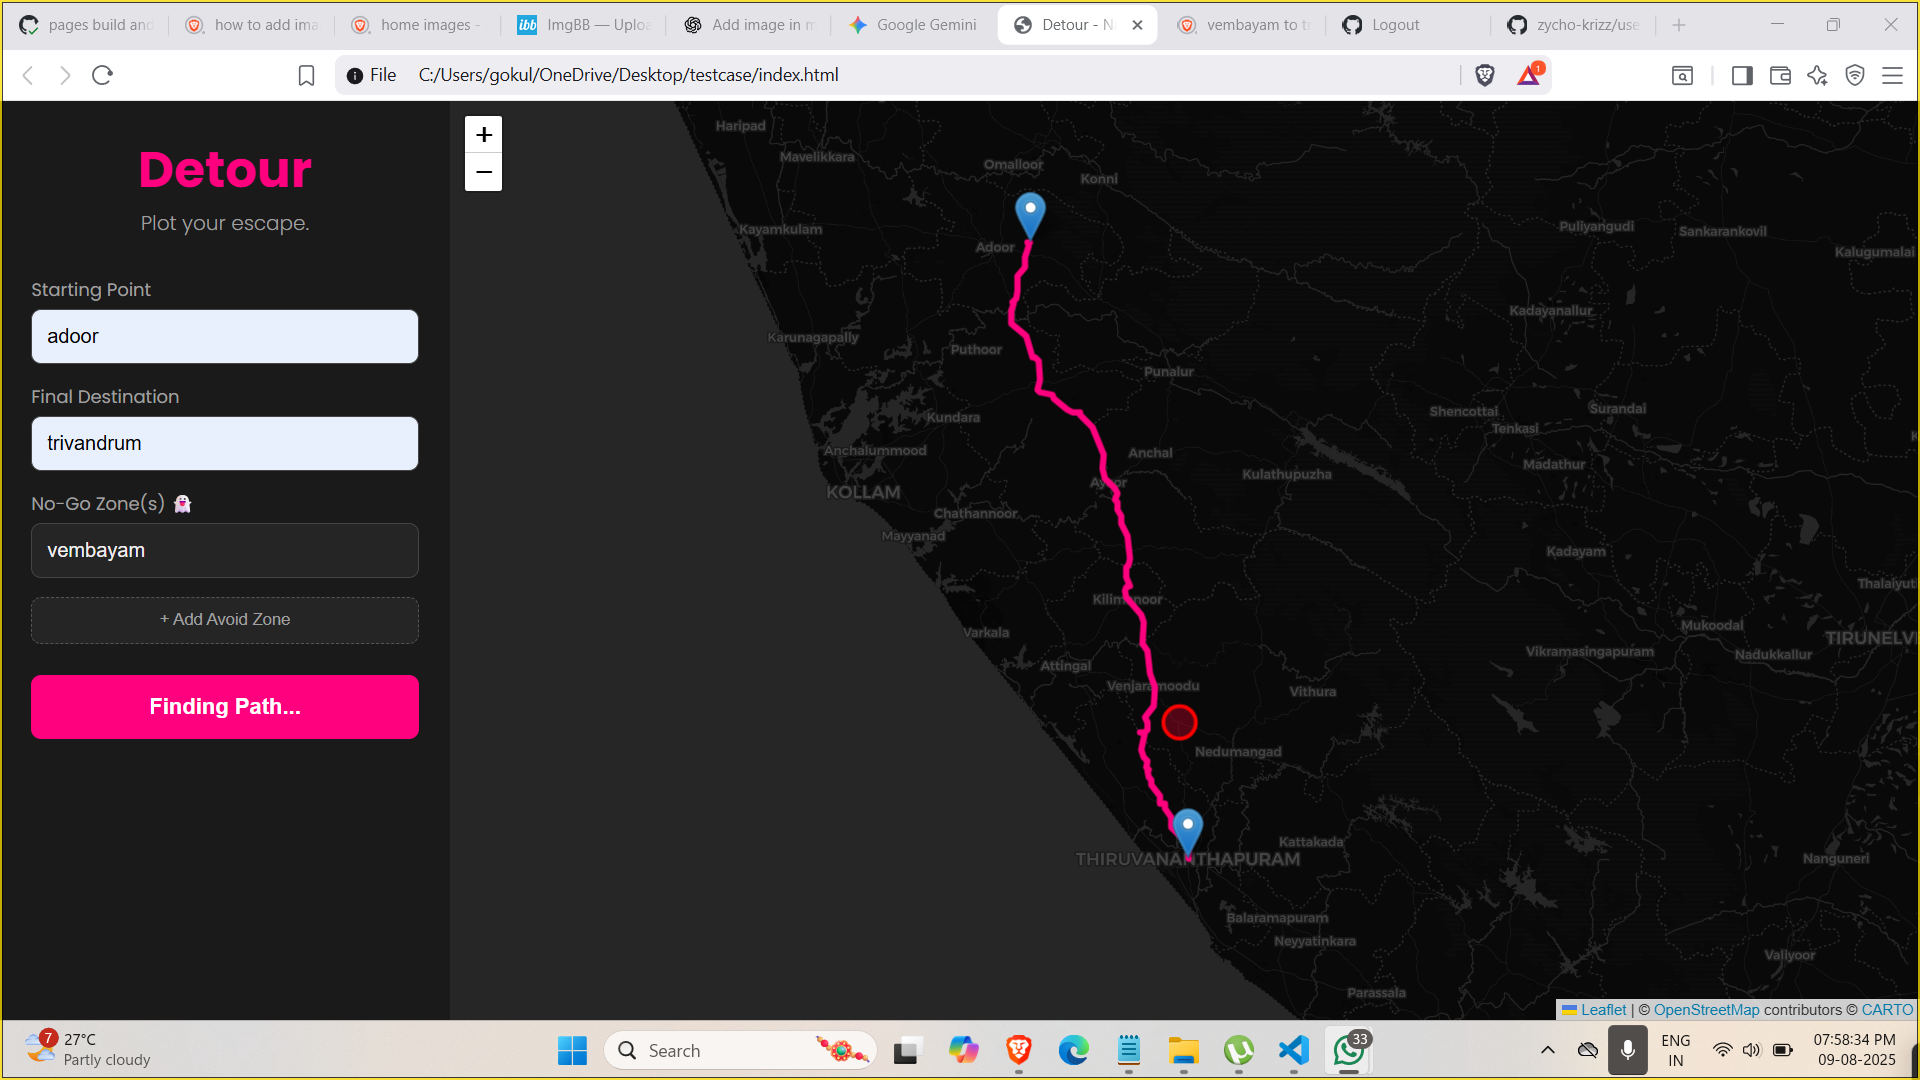 pages build and
how to add ima
home images -
ibb ImgBB — Uploa
Add image in m
Google Gemini
Detour - N
vembayam to t
Logout
zycho-krizz/use
File C:/Users/gokul/OneDrive/Desktop/testcase/index.html
1
Detour
Plot your escape.
Starting Point
adoor
Final Destination
trivandrum
No-Go Zone(s) 👻
vembayam
+ Add Avoid Zone
Finding Path...
+
−
Haripad
Mavelikkara
Omalloor
Konni
Kayamkulam
Adoor
Puliyangudi
Sankarankovil
Kalugumalai
Karunagapally
Puthoor
Punalur
Kadayanallur
Kundara
Shencottai
Surandai
Tenkasi
Anchalummood
Anchal
Madathur
Kulathupuzha
KOLLAM
Chathannoor
Mayyanad
Kadayam
Thalaiyut
Kilimanoor
Varkala
Mukoodal
TIRUNELV
Attingal
Vikramasingapuram
Nadukkallur
Venjaramoodu
Vithura
Nedumangad
Kattakada
THIRUVANANTHAPURAM
Nanguneri
Balaramapuram
Neyyatinkara
Valliyoor
Parassala
Leaflet | © OpenStreetMap contributors © CARTO
7
27°C
Partly cloudy
Search
33
ENG
IN
07:58:34 PM
09-08-2025